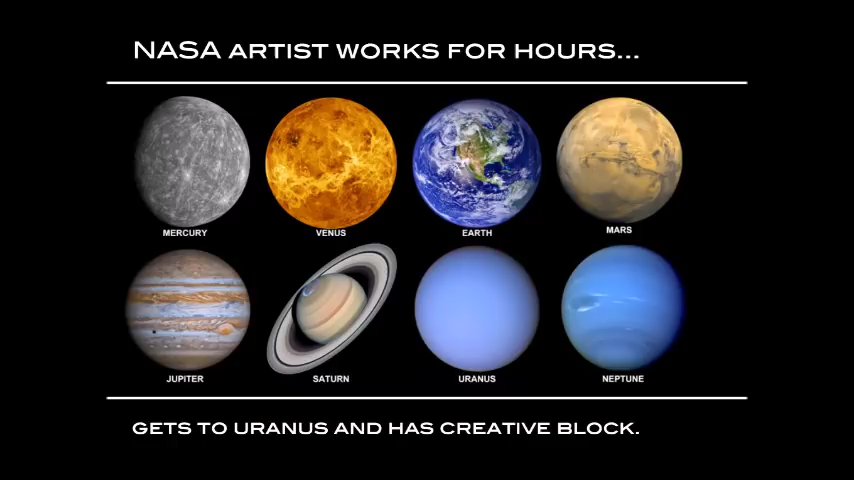 NASA ARTIST WORKS FOR HOURS...
MERCURY VENUS EARTH MARS
JUPITER SATURN URANUS NEPTUNE
GETS TO URANUS AND HAS CREATIVE BLOCK.